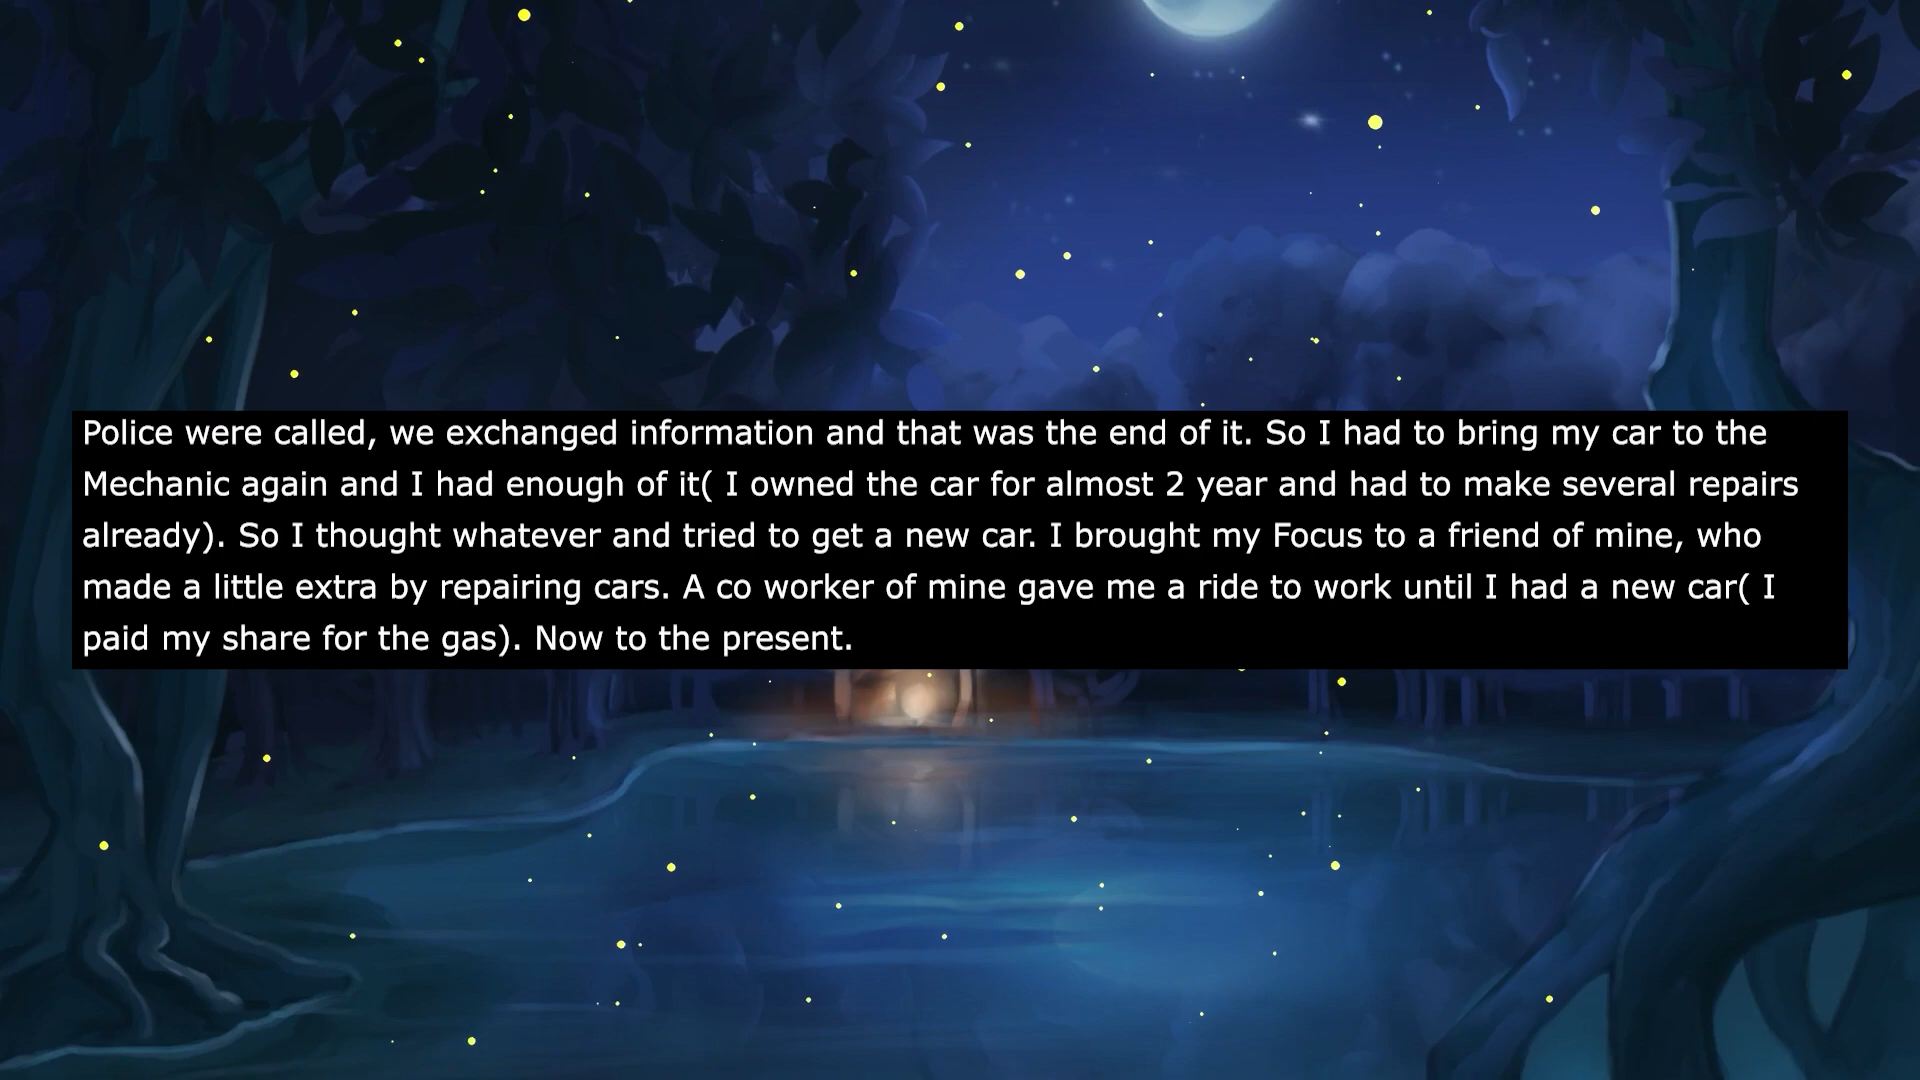 Police were called, we exchanged information and that was the end of it. So I had to bring my car to the
Mechanic again and I had enough of it( I owned the car for almost 2 year and had to make several repairs
already). So I thought whatever and tried to get a new car. I brought my Focus to a friend of mine, who
made a little extra by repairing cars. A co worker of mine gave me a ride to work until I had a new car( I
paid my share for the gas). Now to the present.